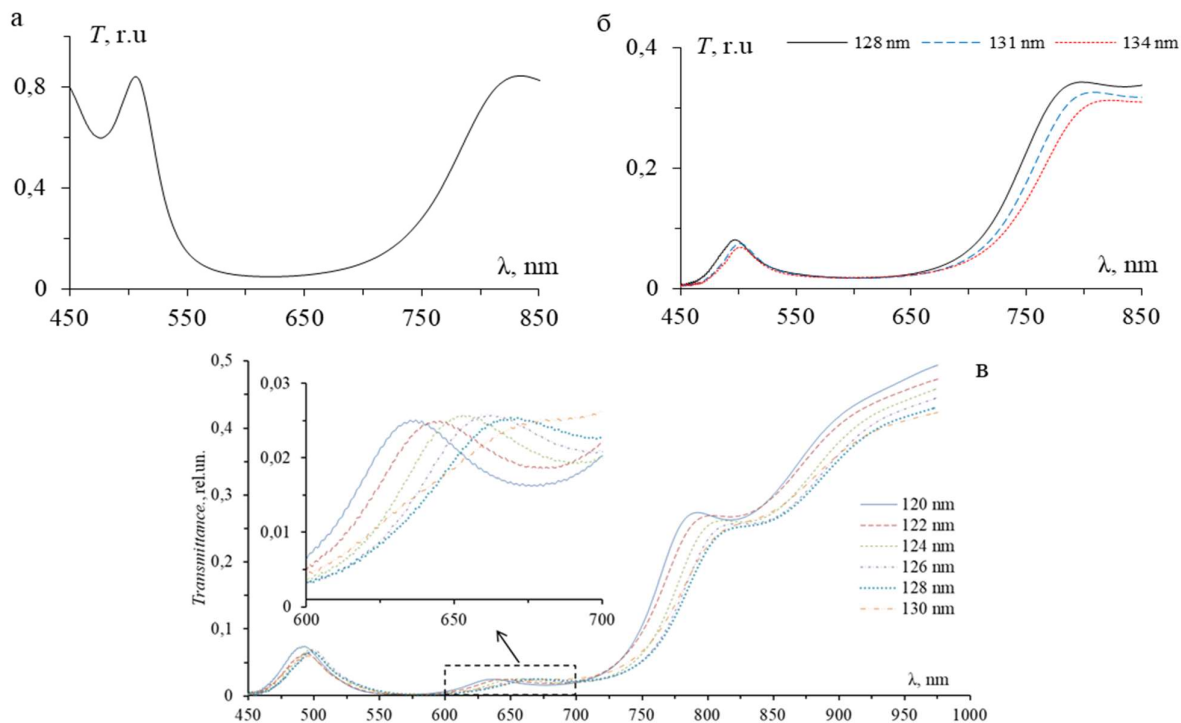 а
T, r.u
0,8
0,4
0
λ, nm
450 550 650 750 850
б
T, r.u
128 nm 131 nm 134 nm
0,4
0,2
0
λ, nm
450 550 650 750 850
в
Transmittance., rel.un.
0,5
0,4
0,3
0,2
0,1
0
0,03
0,02
0,01
0
600 650 700
120 nm
122 nm
124 nm
126 nm
128 nm
130 nm
λ, nm
450 500 550 600 650 700 750 800 850 900 950 1000